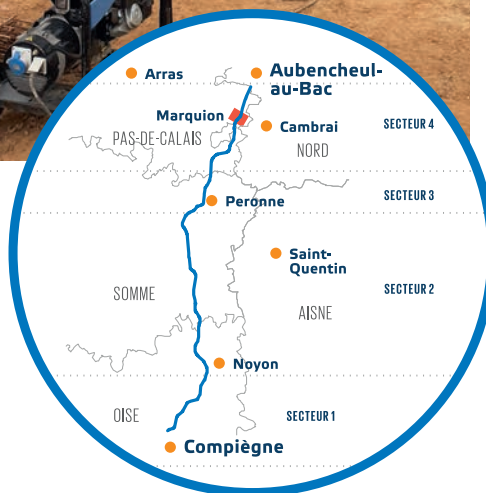 Arras
Aubencheul-
au-Bac
Marquion
PAS-DE-CALAIS
Cambrai
NORD
SECTEUR 4
SECTEUR 3
Peronne
Saint-
Quentin
SECTEUR 2
SOMME
AISNE
Noyon
OISE
SECTEUR 1
Compiègne